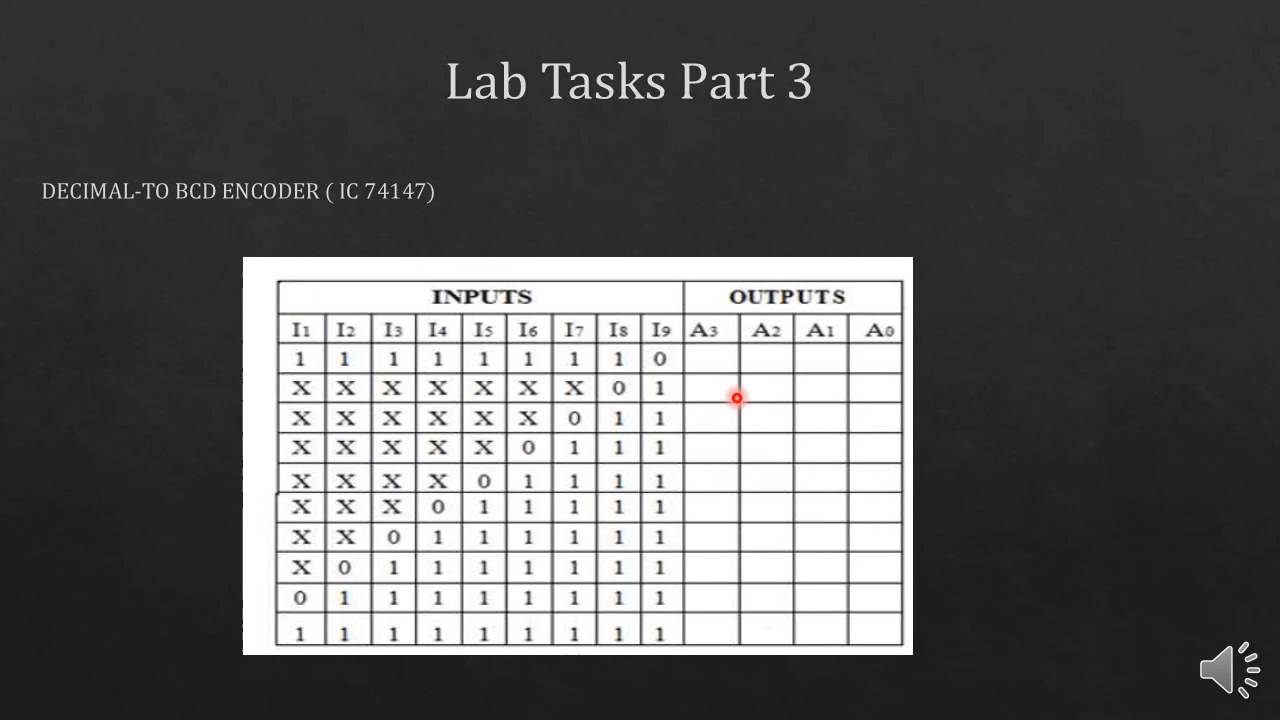 Lab Tasks Part 3
DECIMAL-TO BCD ENCODER ( IC 74147)
INPUTS OUTPUTS
I1 I2 I3 I4 I5 I6 I7 I8 I9 A3 A2 A1 A0
1 1 1 1 1 1 1 1 0
X X X X X X X 0 1
X X X X X X 0 1 1
X X X X X 0 1 1 1
X X X X 0 1 1 1 1
X X X 0 1 1 1 1 1
X X 0 1 1 1 1 1 1
X 0 1 1 1 1 1 1 1
0 1 1 1 1 1 1 1 1
1 1 1 1 1 1 1 1 1